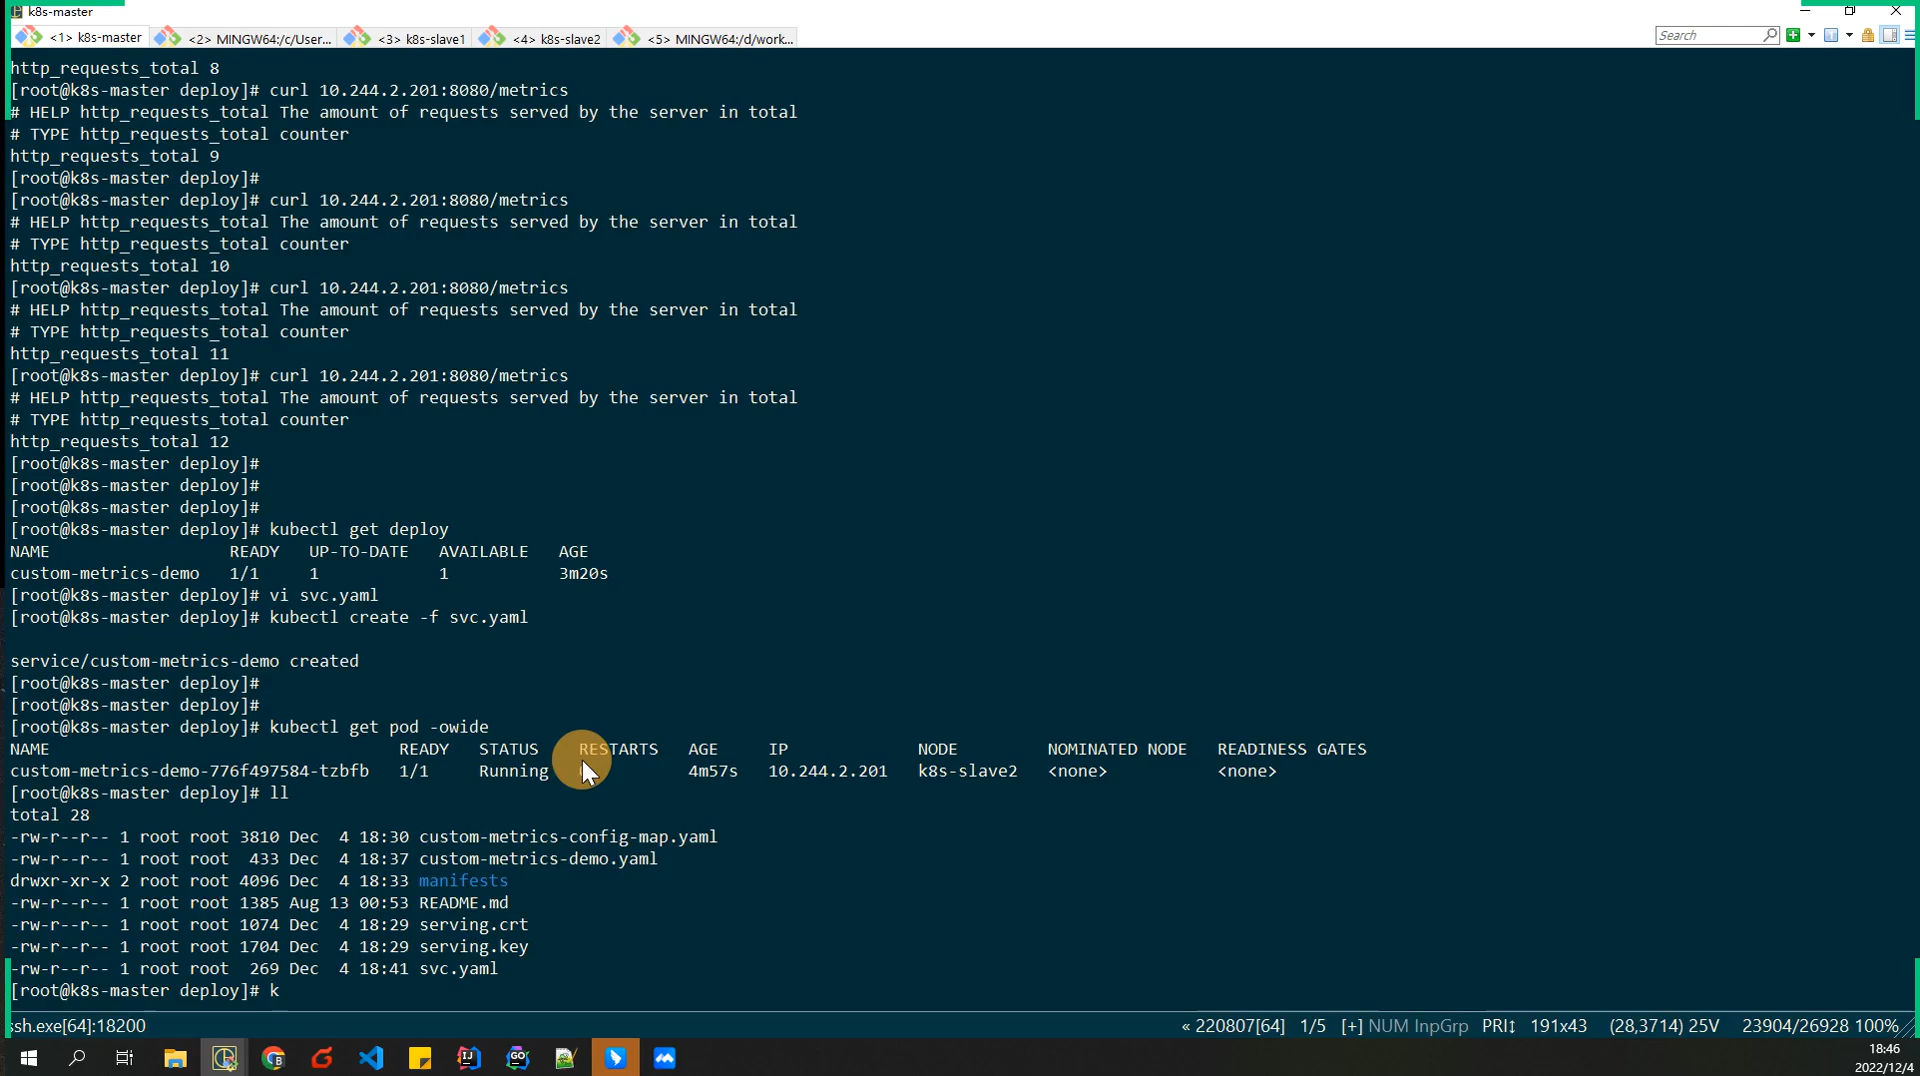 k8s-master
<1> k8s-master
<2> MINGW64:/c/User...
<3> k8s-slave1
<4> k8s-slave2
<5> MINGW64:/d/work...
Search
http_requests_total 8
[root@k8s-master deploy]# curl 10.244.2.201:8080/metrics
# HELP http_requests_total The amount of requests served by the server in total
# TYPE http_requests_total counter
http_requests_total 9
[root@k8s-master deploy]#
[root@k8s-master deploy]# curl 10.244.2.201:8080/metrics
# HELP http_requests_total The amount of requests served by the server in total
# TYPE http_requests_total counter
http_requests_total 10
[root@k8s-master deploy]# curl 10.244.2.201:8080/metrics
# HELP http_requests_total The amount of requests served by the server in total
# TYPE http_requests_total counter
http_requests_total 11
[root@k8s-master deploy]# curl 10.244.2.201:8080/metrics
# HELP http_requests_total The amount of requests served by the server in total
# TYPE http_requests_total counter
http_requests_total 12
[root@k8s-master deploy]#
[root@k8s-master deploy]#
[root@k8s-master deploy]#
[root@k8s-master deploy]# kubectl get deploy
NAME READY UP-TO-DATE AVAILABLE AGE
custom-metrics-demo 1/1 1 1 3m20s
[root@k8s-master deploy]# vi svc.yaml
[root@k8s-master deploy]# kubectl create -f svc.yaml
service/custom-metrics-demo created
[root@k8s-master deploy]#
[root@k8s-master deploy]#
[root@k8s-master deploy]# kubectl get pod -owide
NAME READY STATUS RESTARTS AGE IP NODE NOMINATED NODE READINESS GATES
custom-metrics-demo-776f497584-tzbfb 1/1 Running 4m57s 10.244.2.201 k8s-slave2 <none> <none>
[root@k8s-master deploy]# ll
total 28
-rw-r--r-- 1 root root 3810 Dec 4 18:30 custom-metrics-config-map.yaml
-rw-r--r-- 1 root root 433 Dec 4 18:37 custom-metrics-demo.yaml
drwxr-xr-x 2 root root 4096 Dec 4 18:33 manifests
-rw-r--r-- 1 root root 1385 Aug 13 00:53 README.md
-rw-r--r-- 1 root root 1074 Dec 4 18:29 serving.crt
-rw-r--r-- 1 root root 1704 Dec 4 18:29 serving.key
-rw-r--r-- 1 root root 269 Dec 4 18:41 svc.yaml
[root@k8s-master deploy]# k
ssh.exe[64]:18200
« 220807[64] 1/5 [+] NUM InpGrp PRI↕ 191x43 (28,3714) 25V 23904/26928 100%
18:46
2022/12/4